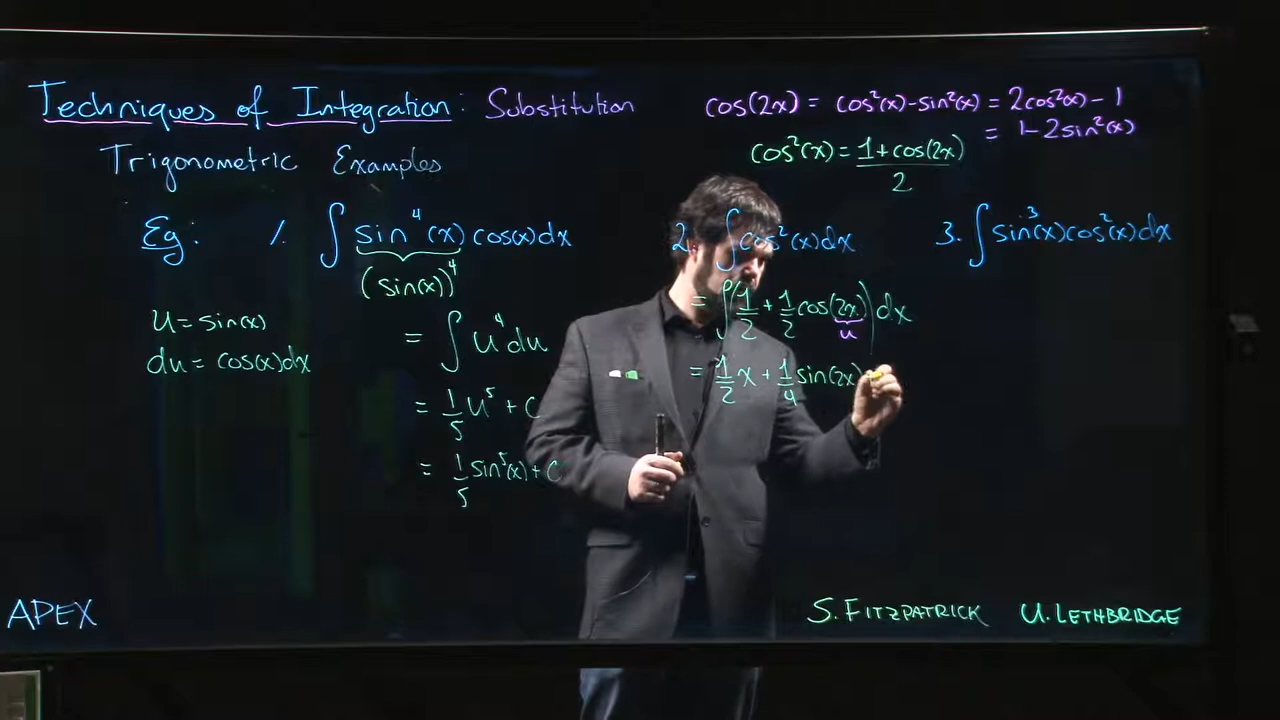 Techniques of Integration: Substitution
cos(2x) = cos²(x)-sin²(x) = 2cos²(x) - 1
= 1-2sin²(x)
cos²(x) = (1+cos(2x))/2
Trigonometric Examples
Eg: 1. ∫ sin⁴(x) cos(x)dx
(sin(x))⁴
u = sin(x)
du = cos(x)dx
= ∫ u⁴ du
= 1/5 u⁵ + C
= 1/5 sin⁵(x) + C
2. ∫ cos²(x)dx
= ∫(1/2 + 1/2 cos(2x)) dx
u
= 1/2 x + 1/4 sin(2x)
3. ∫ sin³(x)cos²(x)dx
APEX
S. FITZPATRICK U. LETHBRIDGE